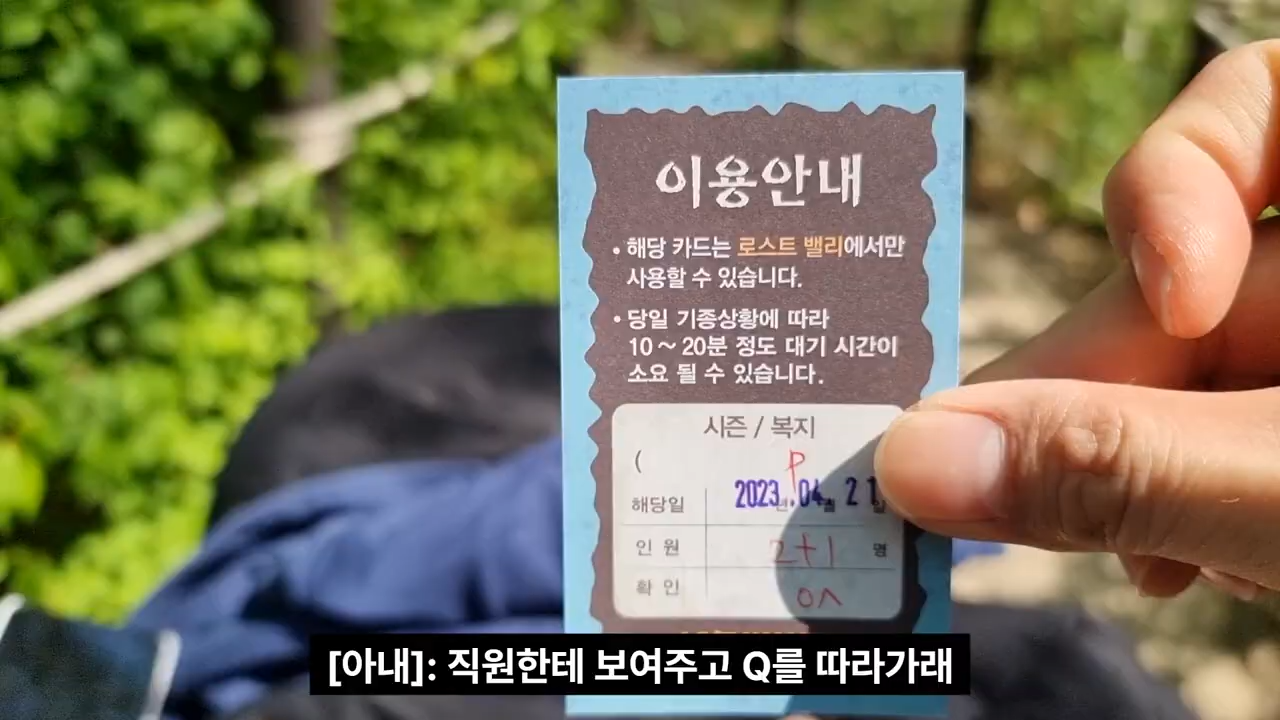 이용안내
• 해당 카드는 로스트 밸리에서만
사용할 수 있습니다.
• 당일 기종상황에 따라
10 ~ 20분 정도 대기 시간이
소요 될 수 있습니다.
시즌 / 복지
( P
해당일 2023.04.21
인 원 2+1 명
확 인
[아내]: 직원한테 보여주고 Q를 따라가래